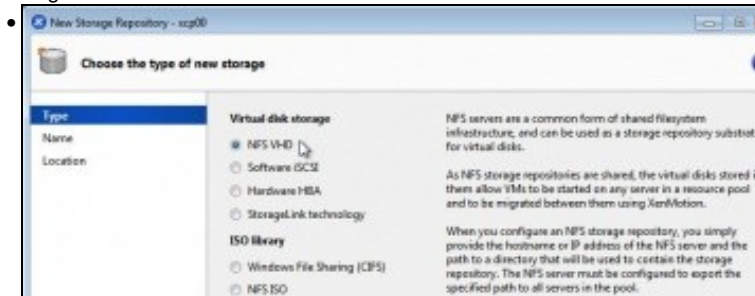 New Storage Repository - xcp00
Choose the type of new storage
Type
Name
Location
Virtual disk storage
NFS VHD
Software iSCSI
Hardware HBA
StorageLink technology
ISO library
Windows File Sharing (CIFS)
NFS ISO
NFS servers are a common form of shared filesystem
infrastructure, and can be used as a storage repository substrat
for virtual disks.
As NFS storage repositories are shared, the virtual disks stored i
them allow VMs to be started on any server in a resource pool
and to be migrated between them using XenMotion.
When you configure an NFS storage repository, you simply
provide the hostname or IP address of the NFS server and the
path to a directory that will be used to contain the storage
repository. The NFS server must be configured to export the
specified path to all servers in the pool.